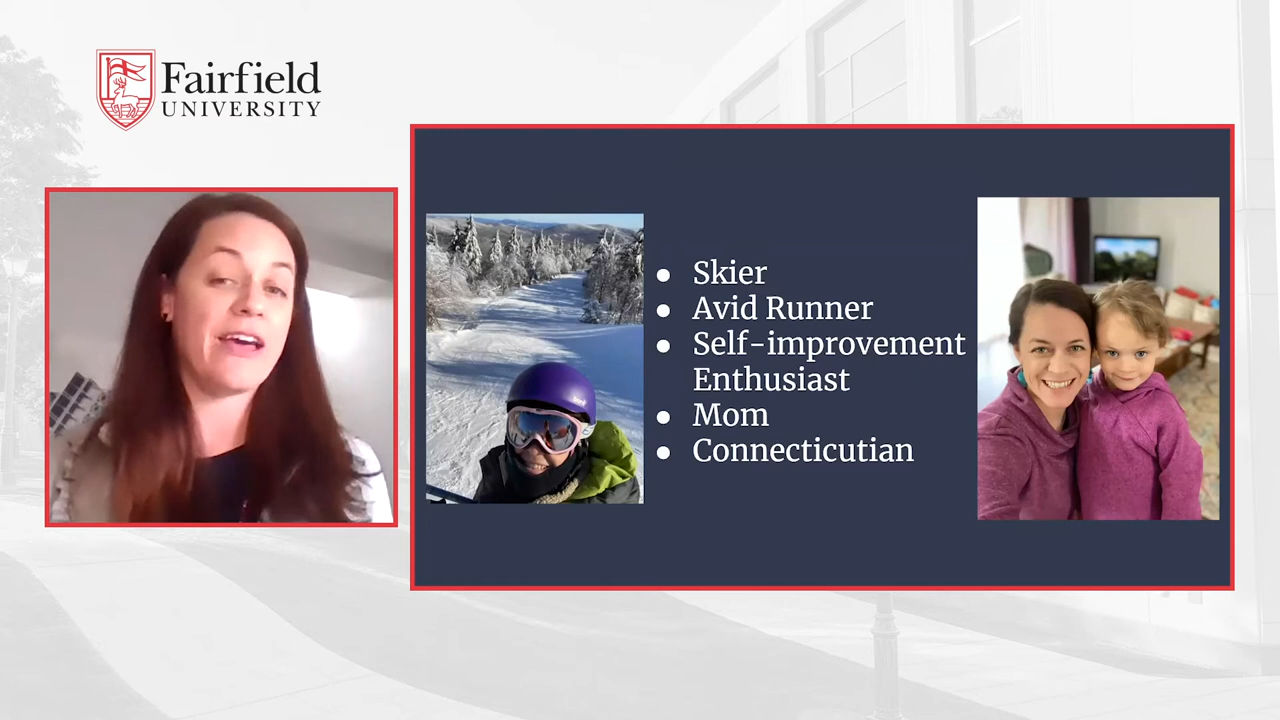 Fairfield
UNIVERSITY
● Skier
● Avid Runner
● Self-improvement
Enthusiast
● Mom
● Connecticutian